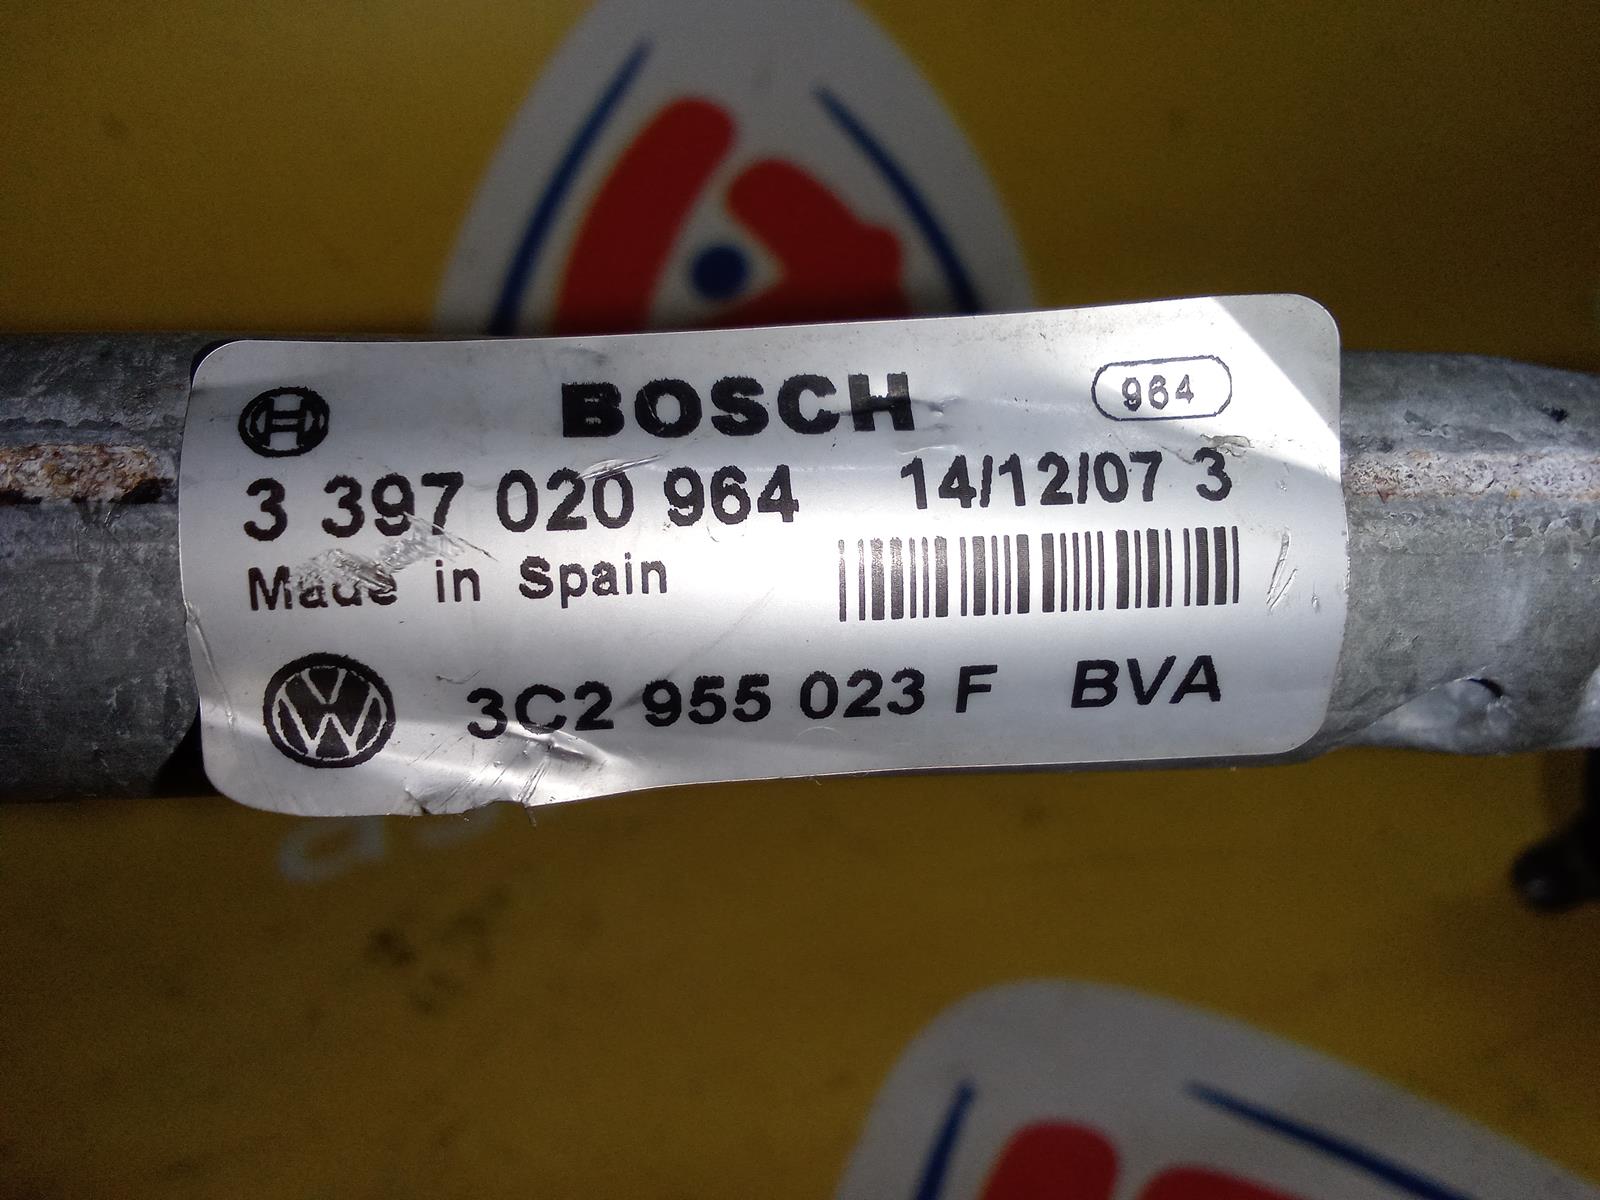 BOSCH 964
3 397 020 964 14/12/07 3
Made in Spain
3C2 955 023 F BVA